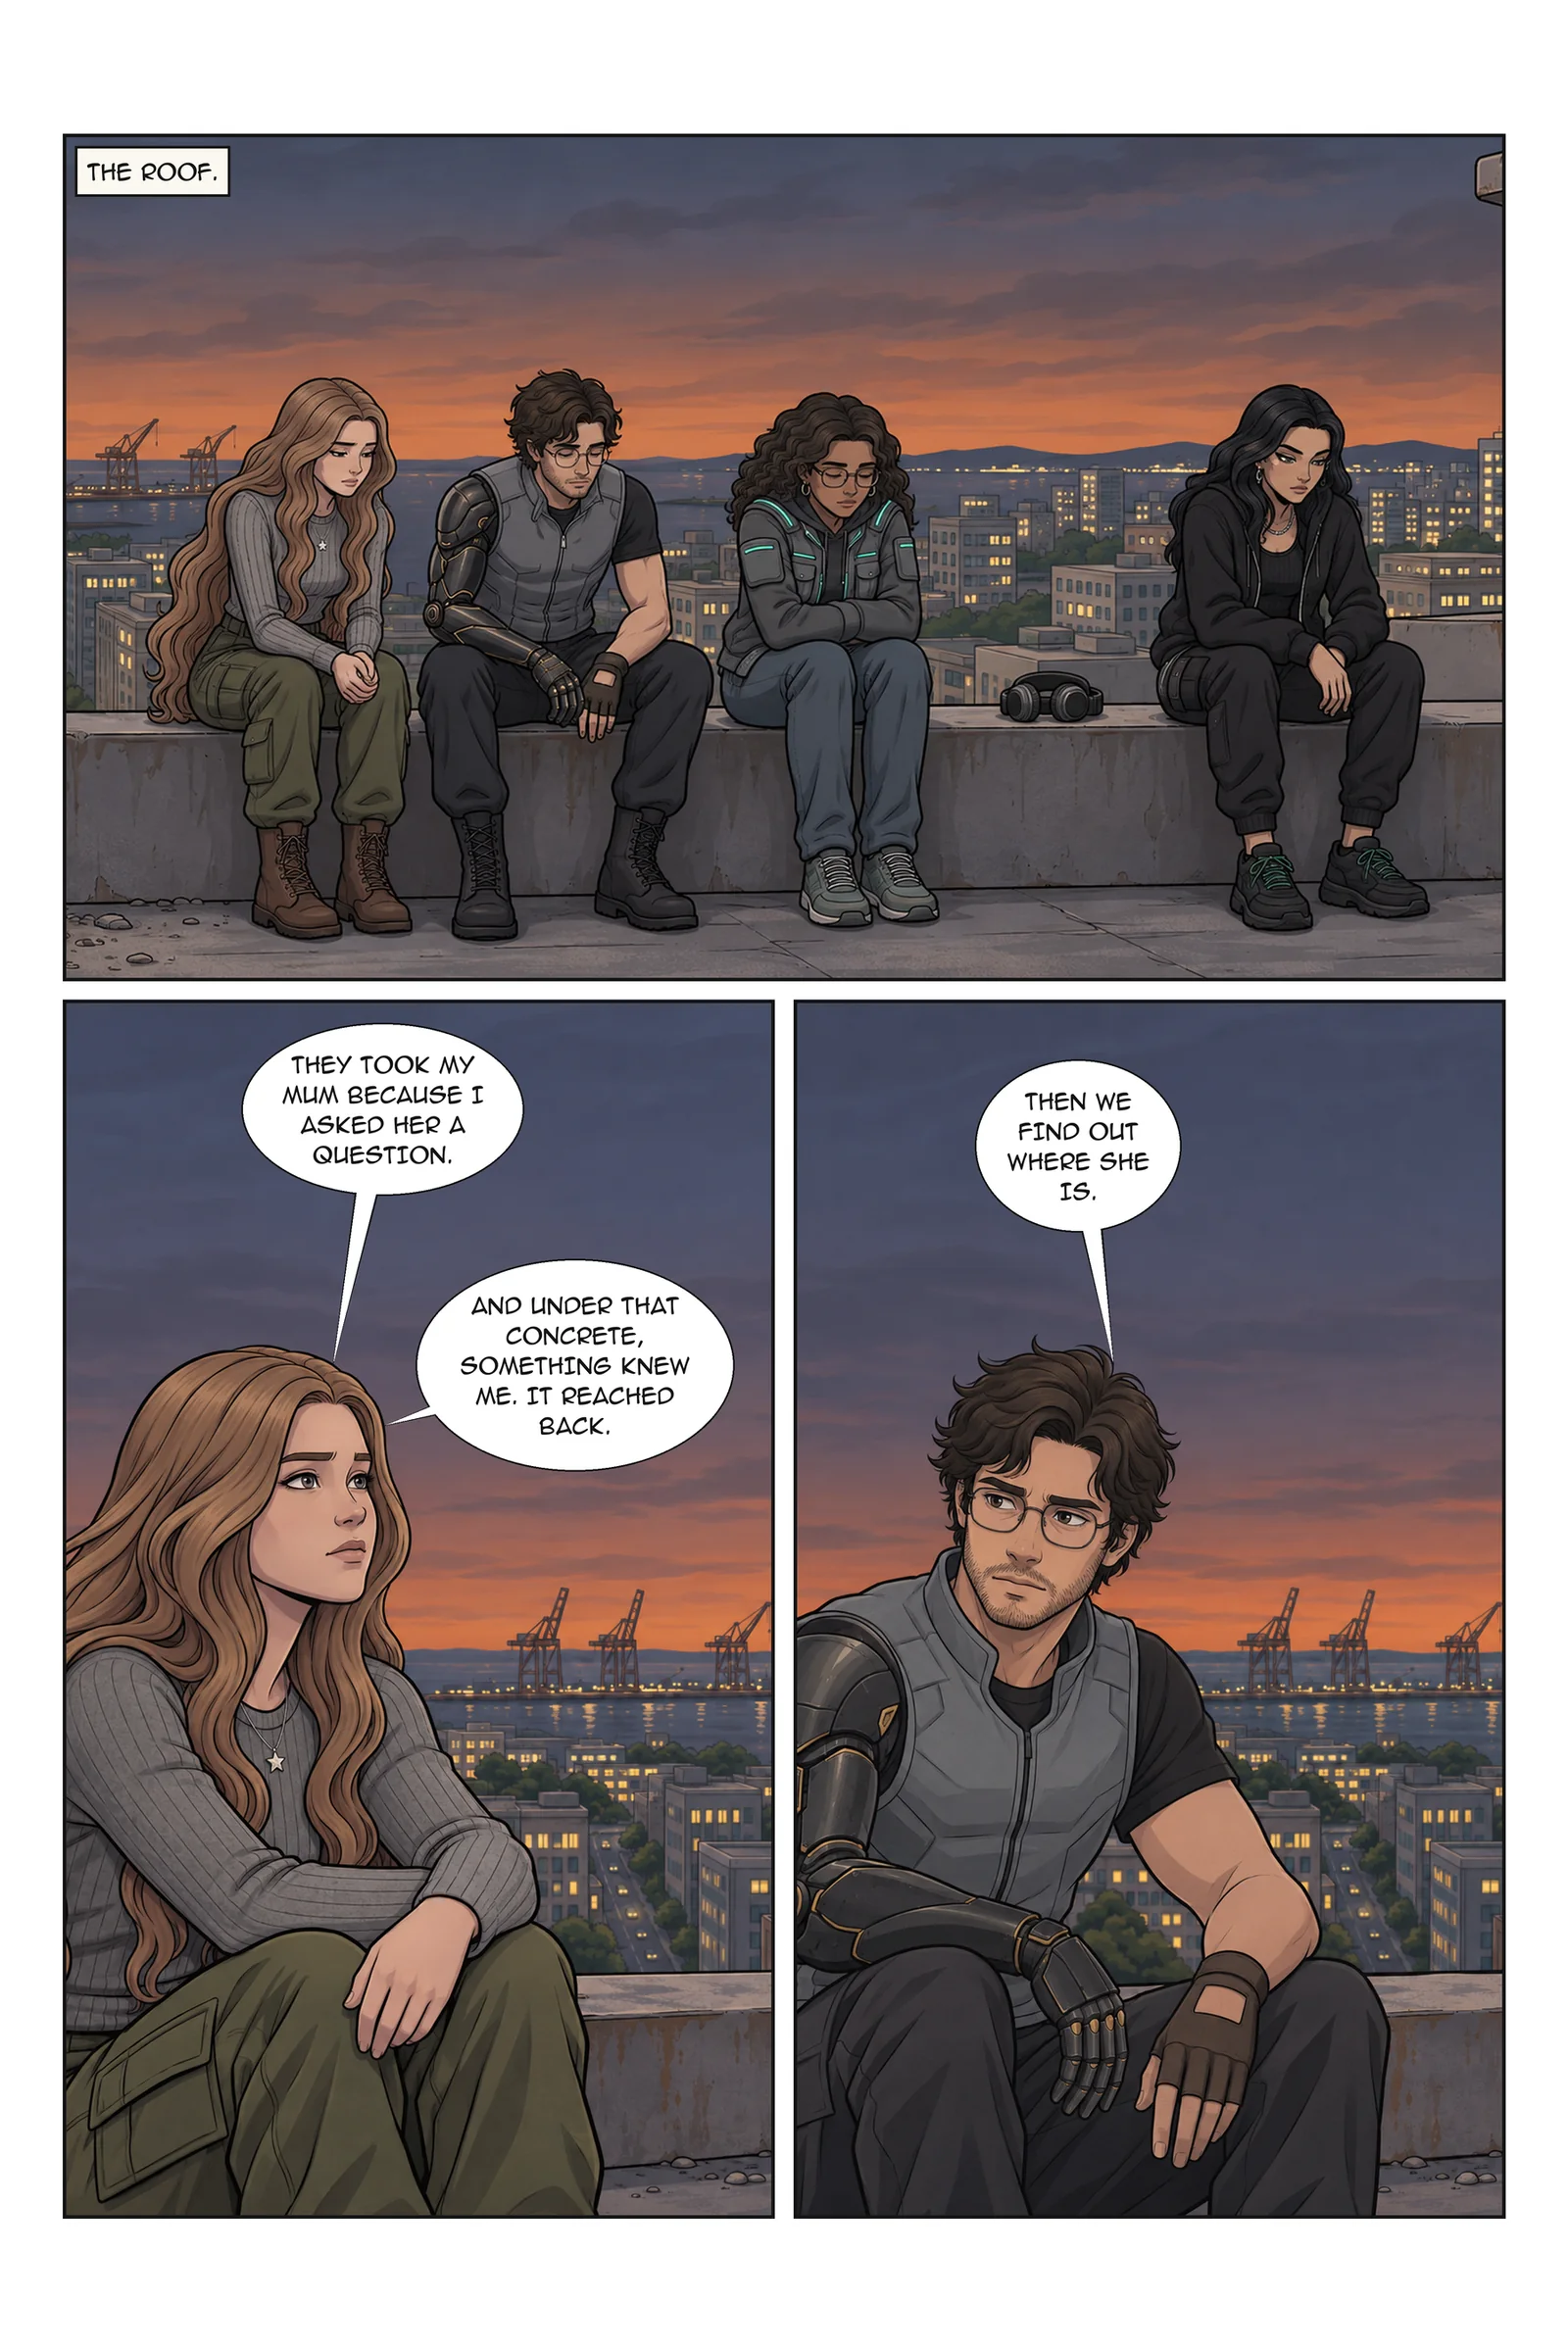 THE ROOF.
THEY TOOK MY
MUM BECAUSE I
ASKED HER A
QUESTION.
AND UNDER THAT
CONCRETE,
SOMETHING KNEW
ME. IT REACHED
BACK.
THEN WE
FIND OUT
WHERE SHE
IS.